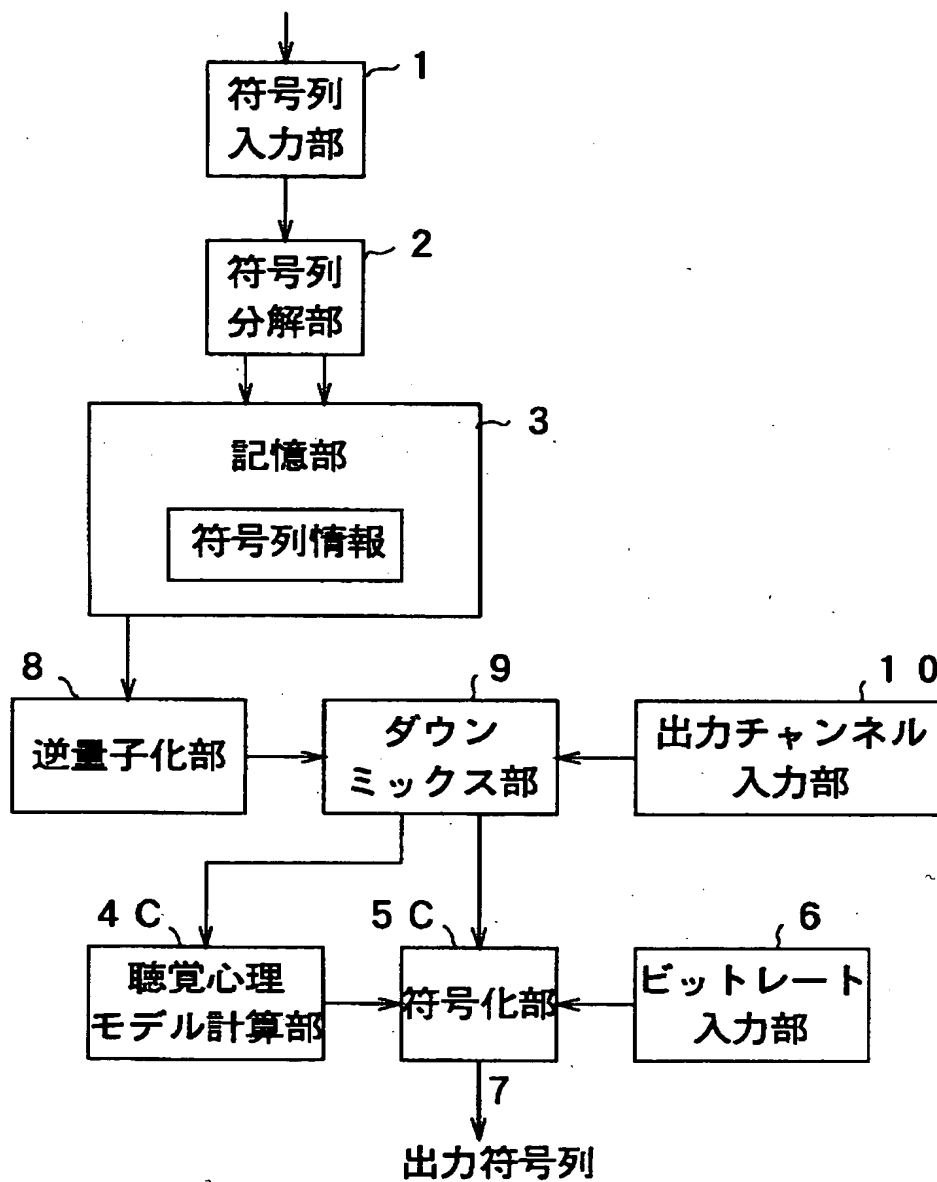 1
符号列
入力部
2
符号列
分解部
3
記憶部
符号列情報
8
逆量子化部
9
ダウン
ミックス部
10
出力チャンネル
入力部
4C
聴覚心理
モデル計算部
5C
符号化部
6
ビットレート
入力部
7
出力符号列